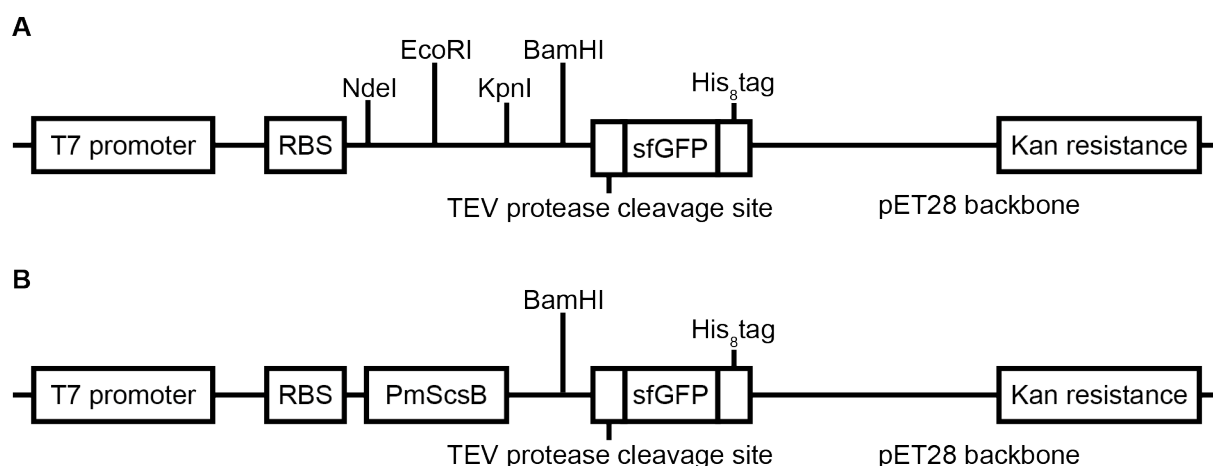 A
EcoRI
BamHI
NdeI
KpnI
His8tag
T7 promoter
RBS
sfGFP
Kan resistance
TEV protease cleavage site
pET28 backbone
B
BamHI
His8tag
T7 promoter
RBS
PmScsB
sfGFP
Kan resistance
TEV protease cleavage site
pET28 backbone